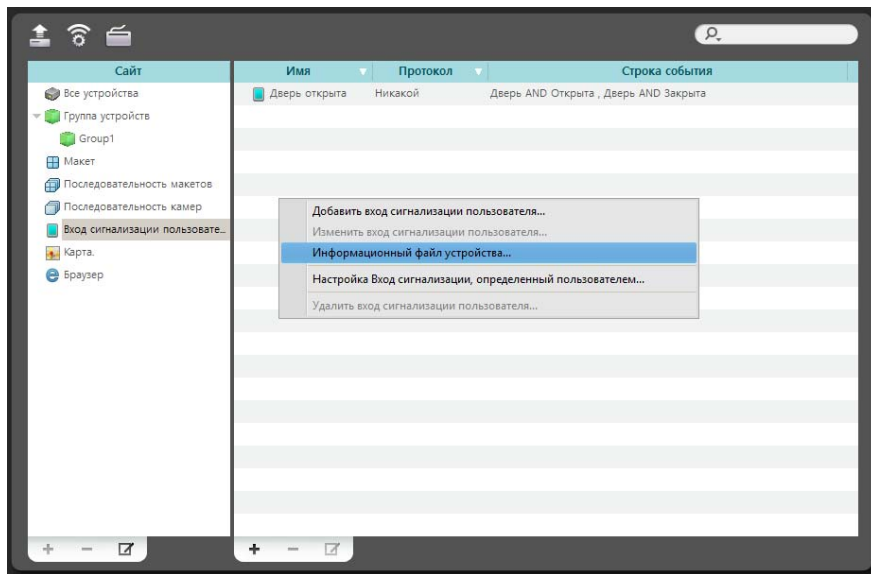 Сайт
Имя Протокол Строка события
Все устройства
Группа устройств
Group1
Макет
Последовательность макетов
Последовательность камер
Вход сигнализации пользовате...
Карта.
Браузер
Дверь открыта Никакой Дверь AND Открыта , Дверь AND Закрыта
Добавить вход сигнализации пользователя...
Изменить вход сигнализации пользователя...
Информационный файл устройства...
Настройка Вход сигнализации, определенный пользователем...
Удалить вход сигнализации пользователя...